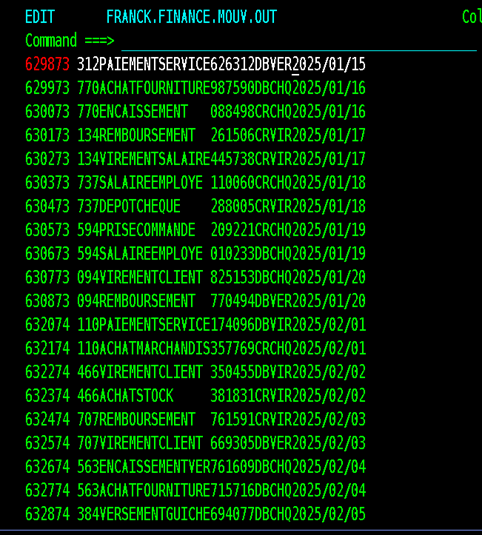 EDIT       FRANCK.FINANCE.MOUV.OUT                         Col
Command ===>
629873 312PAIEMENTSERVICE626312DBVER2025/01/15
629973 770ACHATFOURNITURE987590DBCHQ2025/01/16
630073 770ENCAISSEMENT   088498CRCHQ2025/01/16
630173 134REMBOURSEMENT  261506CRVIR2025/01/17
630273 134VIREMENTSALAIRE445738CRVIR2025/01/17
630373 737SALAIREEMPLOYE 110060CRCHQ2025/01/18
630473 737DEPOTCHEQUE    288005CRVIR2025/01/18
630573 594PRISECOMMANDE  209221CRCHQ2025/01/19
630673 594SALAIREEMPLOYE 010233DBCHQ2025/01/19
630773 094VIREMENTCLIENT 825153DBCHQ2025/01/20
630873 094REMBOURSEMENT  770494DBVER2025/01/20
632074 110PAIEMENTSERVICE174096DBVIR2025/02/01
632174 110ACHATMARCHANDIS357769CRCHQ2025/02/01
632274 466VIREMENTCLIENT 350455DBVIR2025/02/02
632374 466ACHATSTOCK     381831CRVIR2025/02/02
632474 707REMBOURSEMENT  761591CRVIR2025/02/03
632574 707VIREMENTCLIENT 669305DBVER2025/02/03
632674 563ENCAISSEMENTVER761609DBCHQ2025/02/04
632774 563ACHATFOURNITURE715716DBCHQ2025/02/04
632874 384VERSEMENTGUICHE694077DBCHQ2025/02/05